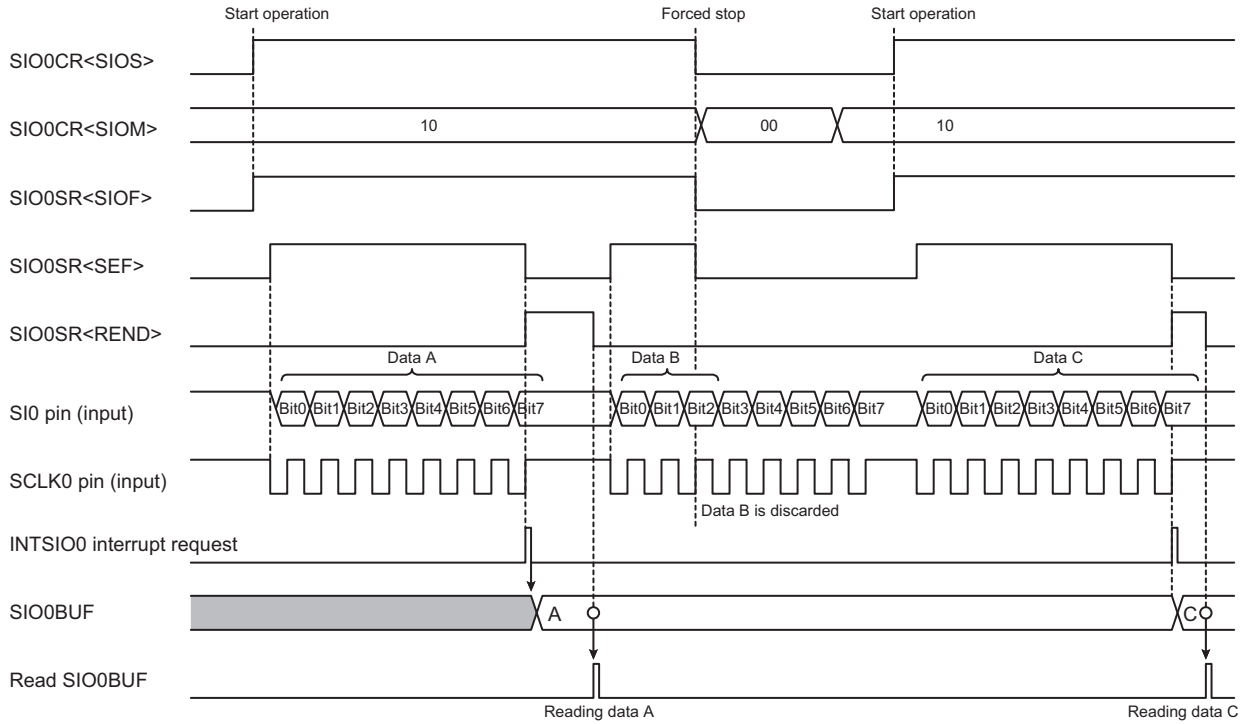 Start operation Forced stop Start operation
SIO0CR<SIOS>
SIO0CR<SIOM> 10 00 10
SIO0SR<SIOF>
SIO0SR<SEF>
SIO0SR<REND>
Data A Data B Data C
SI0 pin (input) Bit0 Bit1 Bit2 Bit3 Bit4 Bit5 Bit6 Bit7 Bit0 Bit1 Bit2 Bit3 Bit4 Bit5 Bit6 Bit7 Bit0 Bit1 Bit2 Bit3 Bit4 Bit5 Bit6 Bit7
SCLK0 pin (input)
Data B is discarded
INTSIO0 interrupt request
SIO0BUF A C
Read SIO0BUF
Reading data A Reading data C